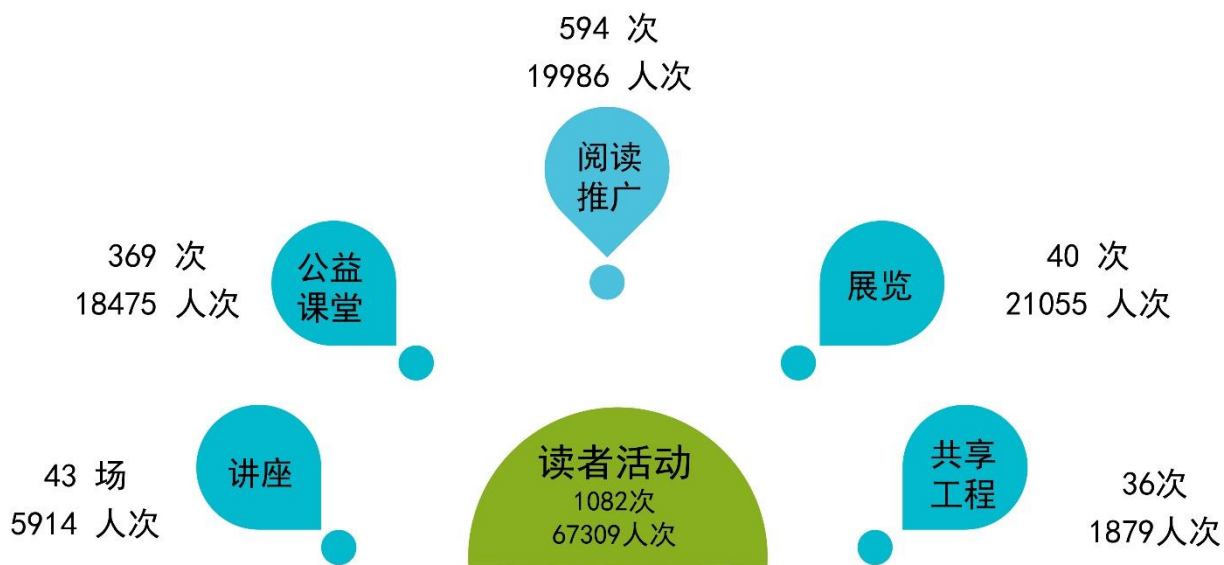 594 次
19986 人次
阅读
推广
369 次
18475 人次
公益
课堂
展览
40 次
21055 人次
43 场
5914 人次
讲座
读者活动
1082次
67309人次
共享
工程
36次
1879人次